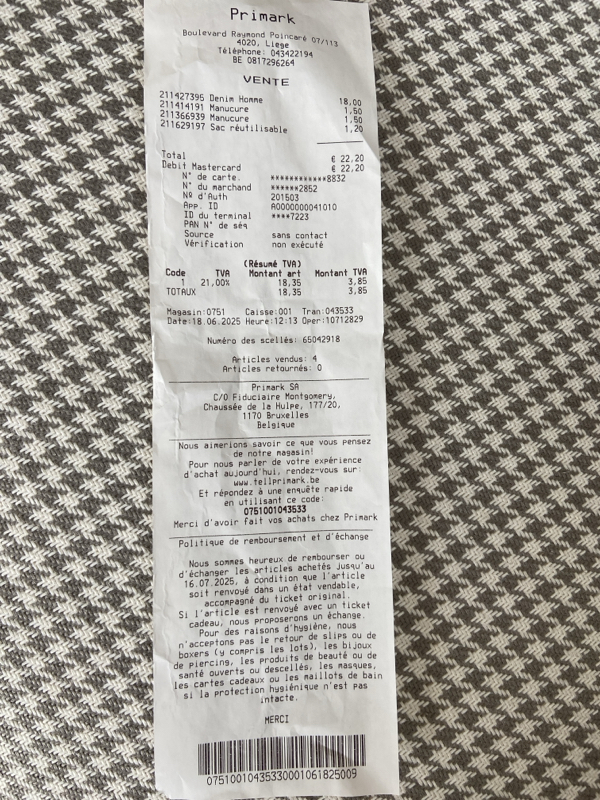 Primark
Boulevard Raymond Poincaré 07/113
4020, Liege
Téléphone: 043422194
BE 0817296264
VENTE
211427395 Denim Homme 18,00
211414191 Manucure 1,50
211366939 Manucure 1,50
211629197 Sac réutilisable 1,20
Total € 22,20
Debit Mastercard € 22,20
N° de carte. ************8832
N° du marchand ******2852
Nº d'Auth 201503
App. ID A0000000041010
ID du terminal ****7223
PAN N° de séq
Source sans contact
Vérification non exécuté
(Résumé TVA)
Code TVA Montant art Montant TVA
1 21,00% 18,35 3,85
TOTAUX 18,35 3,85
Magasin:0751 Caisse:001 Tran:043533
Date:18.06.2025 Heure:12:13 Oper:10712829
Numéro des scellés: 65042918
Articles vendus: 4
Articles retournés: 0
Primark SA
C/O Fiduciaire Montgomery,
Chaussée de la Hulpe, 177/20,
1170 Bruxelles
Belgique
Nous aimerions savoir ce que vous pensez
de notre magasin!
Pour nous parler de votre expérience
d'achat aujourd'hui, rendez-vous sur:
www.tellprimark.be
Et répondez à une enquête rapide
en utilisant ce code:
0751001043533
Merci d'avoir fait vos achats chez Primark
Politique de remboursement et d'échange
Nous sommes heureux de rembourser ou
d'échanger les articles achetés jusqu'au
16.07.2025, à condition que l'article
soit renvoyé dans un état vendable,
accompagné du ticket original.
Si l'article est renvoyé avec un ticket
cadeau, nous proposerons un échange.
Pour des raisons d'hygiène, nous
n'acceptons pas le retour de slips ou de
boxers (y compris les lots), les bijoux
de piercing, les produits de beauté ou de
santé ouverts ou descellés, les masques,
les cartes cadeaux ou les maillots de bain
si la protection hygiénique n'est pas
intacte.
MERCI
07510010435330001061825009